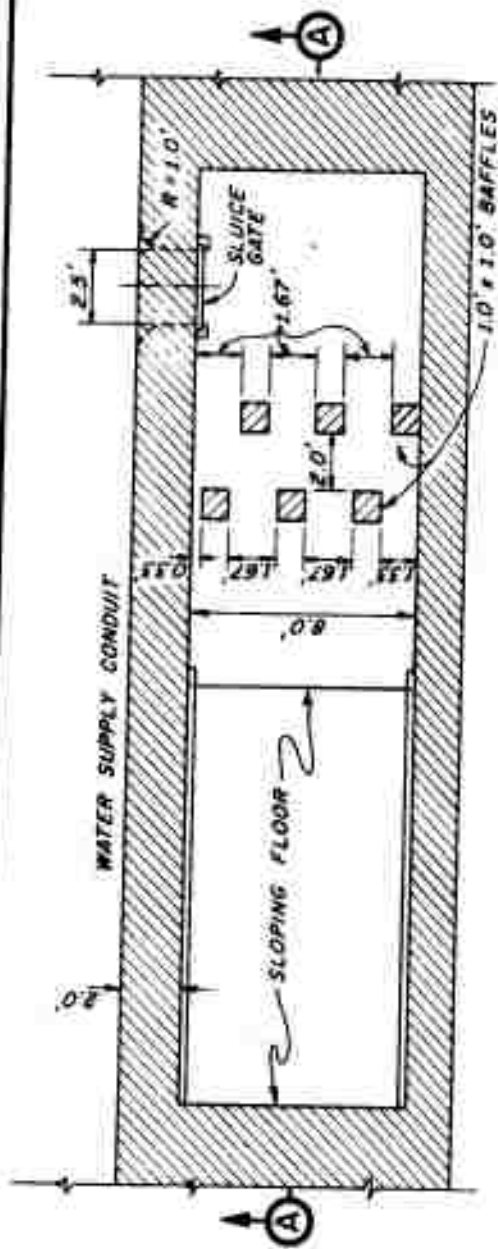 WATER SUPPLY CONDUIT
2.5'
R = 1.0'
2.0'
SLUICE
GATE
0.33'
1.67'
1.67'
1.67'
1.33'
2.0'
8.0'
SLOPING FLOOR
1.0' x 1.0' BAFFLES
A
A